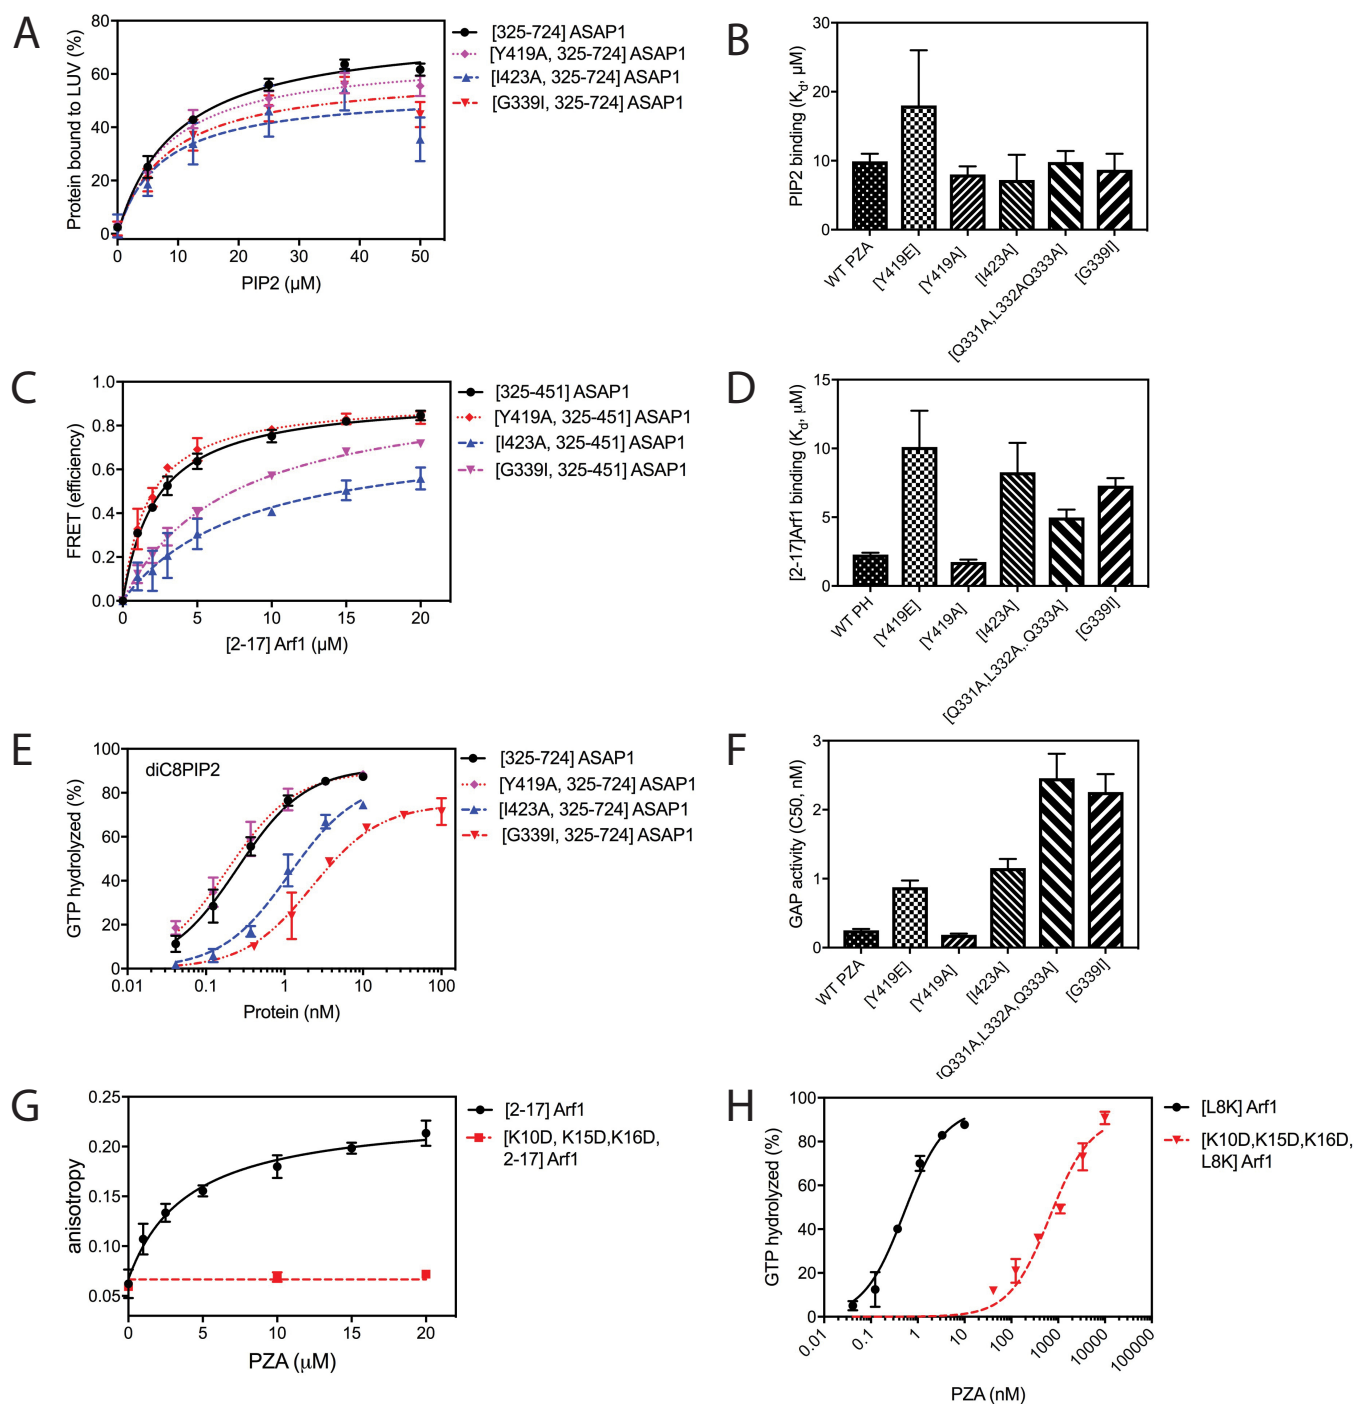 A
Protein bound to LUV (%)
80
60
40
20
0
0 10 20 30 40 50
PIP2 (µM)
[325-724] ASAP1
[Y419A, 325-724] ASAP1
[I423A, 325-724] ASAP1
[G339I, 325-724] ASAP1
B
PIP2 binding (Kd, µM)
30
20
10
0
WT PZA
[Y419E]
[Y419A]
[I423A]
[Q331A,L332AQ333A]
[G339I]
C
FRET (efficiency)
1.0
0.8
0.6
0.4
0.2
0.0
0 5 10 15 20
[2-17] Arf1 (µM)
[325-451] ASAP1
[Y419A, 325-451] ASAP1
[I423A, 325-451] ASAP1
[G339I, 325-451] ASAP1
D
[2-17]Arf1 binding (Kd, µM)
15
10
5
0
WT PH
[Y419E]
[Y419A]
[I423A]
[Q331A,L332A,.Q333A]
[G339I]
E
GTP hydrolyzed (%)
100
80
60
40
20
0
diC8PIP2
0.01 0.1 1 10 100
Protein (nM)
[325-724] ASAP1
[Y419A, 325-724] ASAP1
[I423A, 325-724] ASAP1
[G339I, 325-724] ASAP1
F
GAP activity (C50, nM)
3
2
1
0
WT PZA
[Y419E]
[Y419A]
[I423A]
[Q331A,L332A,Q333A]
[G339I]
G
anisotropy
0.25
0.20
0.15
0.10
0.05
0 5 10 15 20
PZA (µM)
[2-17] Arf1
[K10D, K15D,K16D,
2-17] Arf1
H
GTP hydrolyzed (%)
100
80
60
40
20
0
0.01 0.1 1 10 100 1000 10000 100000
PZA (nM)
[L8K] Arf1
[K10D,K15D,K16D,
L8K] Arf1